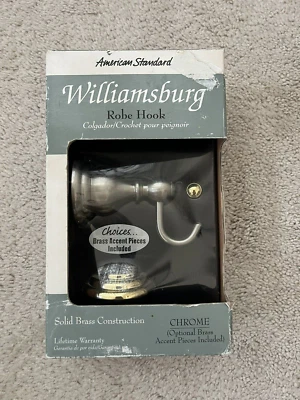 American Standard
Williamsburg
Robe Hook
Colgador/Crochet pour peignoir
Choices...
Brass Accent Pieces
Included
Solid Brass Construction
Lifetime Warranty
CHROME
(Optional Brass
Accent Pieces Included)